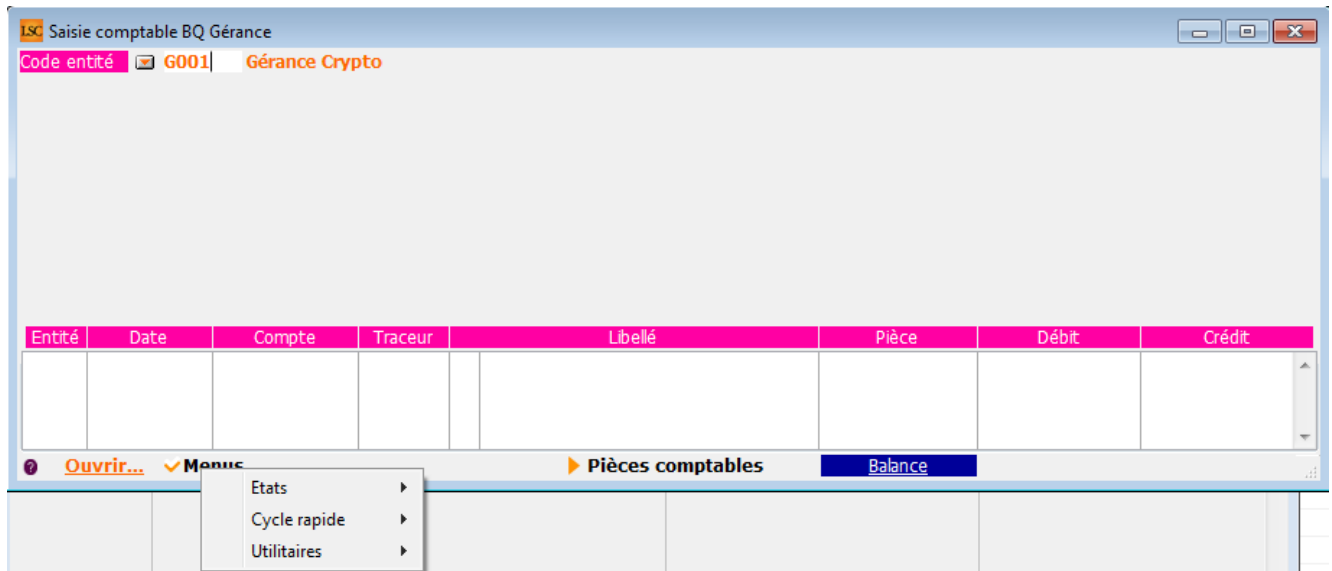 LSC Saisie comptable BQ Gérance
Code entité G001 Gérance Crypto
Entité Date Compte Traceur Libellé Pièce Débit Crédit
? Ouvrir... Menus Pièces comptables Balance
Etats
Cycle rapide
Utilitaires